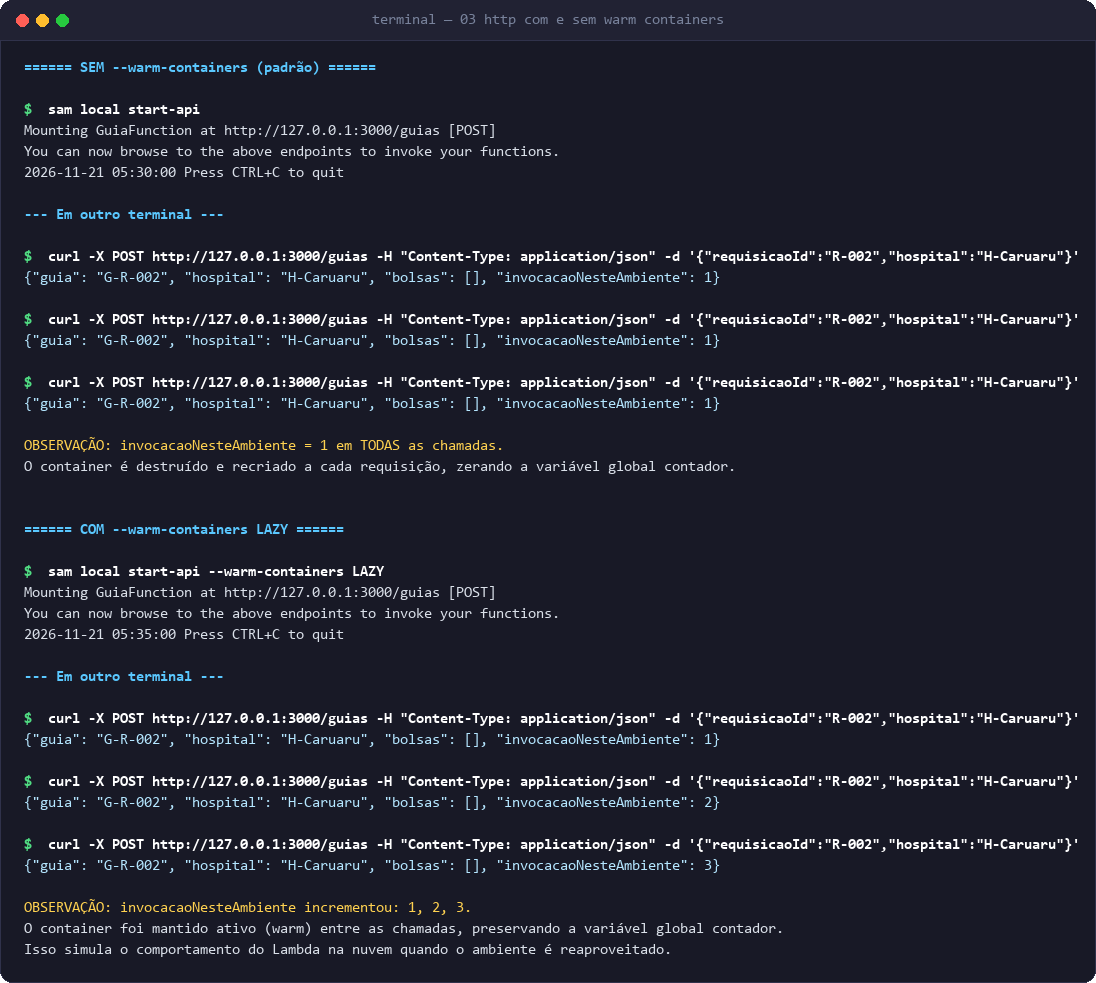 terminal — 03 http com e sem warm containers
====== SEM --warm-containers (padrão) ======
$  sam local start-api
Mounting GuiaFunction at http://127.0.0.1:3000/guias [POST]
You can now browse to the above endpoints to invoke your functions.
2026-11-21 05:30:00 Press CTRL+C to quit
--- Em outro terminal ---
$  curl -X POST http://127.0.0.1:3000/guias -H "Content-Type: application/json" -d '{"requisicaoId":"R-002","hospital":"H-Caruaru"}'
{"guia": "G-R-002", "hospital": "H-Caruaru", "bolsas": [], "invocacaoNesteAmbiente": 1}
$  curl -X POST http://127.0.0.1:3000/guias -H "Content-Type: application/json" -d '{"requisicaoId":"R-002","hospital":"H-Caruaru"}'
{"guia": "G-R-002", "hospital": "H-Caruaru", "bolsas": [], "invocacaoNesteAmbiente": 1}
$  curl -X POST http://127.0.0.1:3000/guias -H "Content-Type: application/json" -d '{"requisicaoId":"R-002","hospital":"H-Caruaru"}'
{"guia": "G-R-002", "hospital": "H-Caruaru", "bolsas": [], "invocacaoNesteAmbiente": 1}
OBSERVAÇÃO: invocacaoNesteAmbiente = 1 em TODAS as chamadas.
O container é destruído e recriado a cada requisição, zerando a variável global contador.
====== COM --warm-containers LAZY ======
$  sam local start-api --warm-containers LAZY
Mounting GuiaFunction at http://127.0.0.1:3000/guias [POST]
You can now browse to the above endpoints to invoke your functions.
2026-11-21 05:35:00 Press CTRL+C to quit
--- Em outro terminal ---
$  curl -X POST http://127.0.0.1:3000/guias -H "Content-Type: application/json" -d '{"requisicaoId":"R-002","hospital":"H-Caruaru"}'
{"guia": "G-R-002", "hospital": "H-Caruaru", "bolsas": [], "invocacaoNesteAmbiente": 1}
$  curl -X POST http://127.0.0.1:3000/guias -H "Content-Type: application/json" -d '{"requisicaoId":"R-002","hospital":"H-Caruaru"}'
{"guia": "G-R-002", "hospital": "H-Caruaru", "bolsas": [], "invocacaoNesteAmbiente": 2}
$  curl -X POST http://127.0.0.1:3000/guias -H "Content-Type: application/json" -d '{"requisicaoId":"R-002","hospital":"H-Caruaru"}'
{"guia": "G-R-002", "hospital": "H-Caruaru", "bolsas": [], "invocacaoNesteAmbiente": 3}
OBSERVAÇÃO: invocacaoNesteAmbiente incrementou: 1, 2, 3.
O container foi mantido ativo (warm) entre as chamadas, preservando a variável global contador.
Isso simula o comportamento do Lambda na nuvem quando o ambiente é reaproveitado.